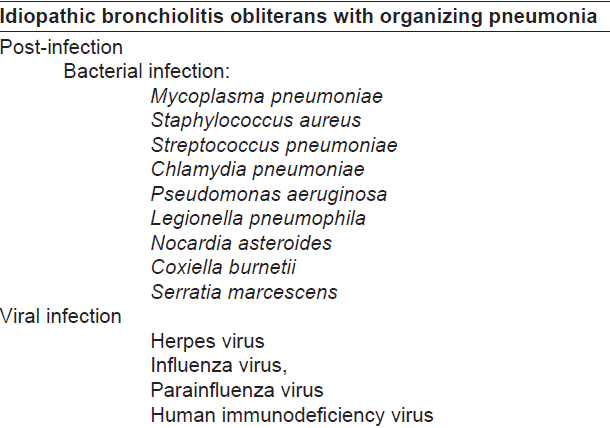 Idiopathic bronchiolitis obliterans with organizing pneumonia
Post-infection
Bacterial infection:
Mycoplasma pneumoniae
Staphylococcus aureus
Streptococcus pneumoniae
Chlamydia pneumoniae
Pseudomonas aeruginosa
Legionella pneumophila
Nocardia asteroides
Coxiella burnetii
Serratia marcescens
Viral infection
Herpes virus
Influenza virus,
Parainfluenza virus
Human immunodeficiency virus